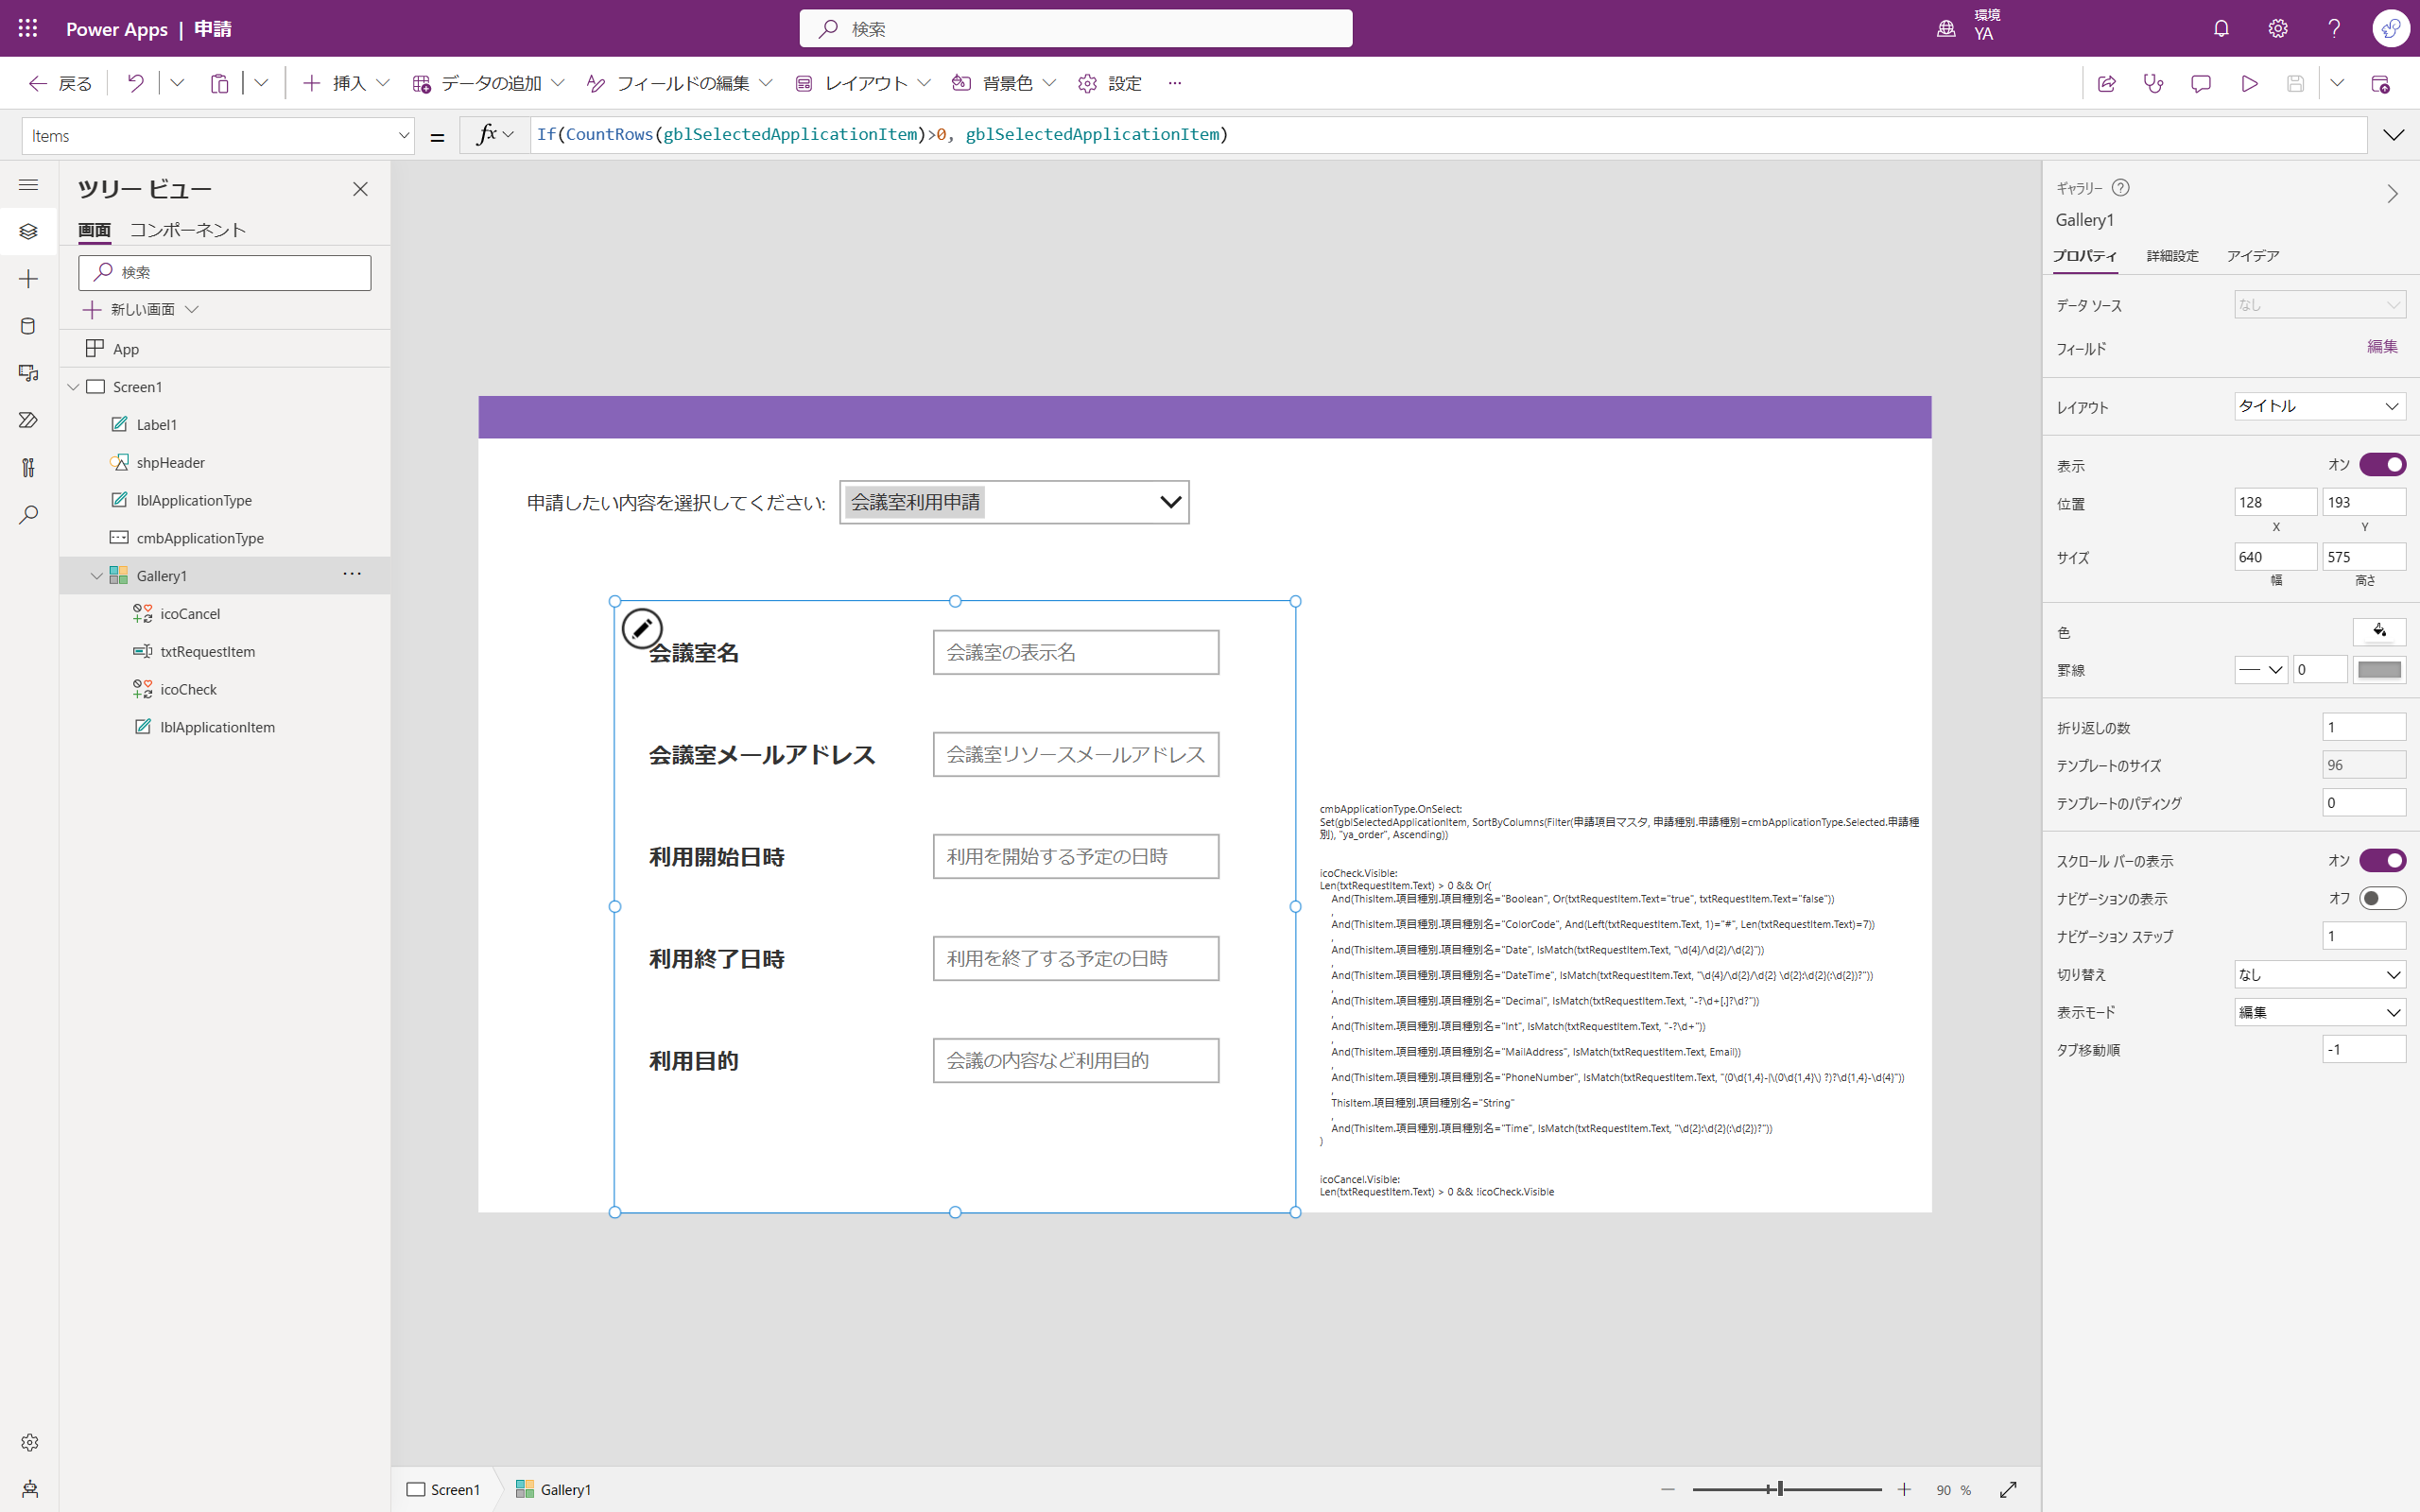 Power Apps | 申請
検索
環境
YA
戻る
挿入
データの追加
フィールドの編集
レイアウト
背景色
設定
Items
=
fx
If(CountRows(gblSelectedApplicationItem)>0, gblSelectedApplicationItem)
ツリー ビュー
画面
コンポーネント
検索
新しい画面
App
Screen1
Label1
shpHeader
lblApplicationType
cmbApplicationType
Gallery1
icoCancel
txtRequestItem
icoCheck
lblApplicationItem
申請したい内容を選択してください:
会議室利用申請
会議室名
会議室の表示名
会議室メールアドレス
会議室リソースメールアドレス
利用開始日時
利用を開始する予定の日時
利用終了日時
利用を終了する予定の日時
利用目的
会議の内容など利用目的
cmbApplicationType.OnSelect:
Set(gblSelectedApplicationItem, SortByColumns(Filter(申請項目マスタ, 申請種別.申請種別=cmbApplicationType.Selected.申請種
別), "ya_order", Ascending))
icoCheck.Visible:
Len(txtRequestItem.Text) > 0 && Or(
And(ThisItem.項目種別.項目種別名="Boolean", Or(txtRequestItem.Text="true", txtRequestItem.Text="false"))
,
And(ThisItem.項目種別.項目種別名="ColorCode", And(Left(txtRequestItem.Text, 1)="#", Len(txtRequestItem.Text)=7))
,
And(ThisItem.項目種別.項目種別名="Date", IsMatch(txtRequestItem.Text, "\d{4}/\d{2}/\d{2}"))
,
And(ThisItem.項目種別.項目種別名="DateTime", IsMatch(txtRequestItem.Text, "\d{4}/\d{2}/\d{2} \d{2}:\d{2}(:\d{2})?"))
,
And(ThisItem.項目種別.項目種別名="Decimal", IsMatch(txtRequestItem.Text, "-?\d+[,]?\d?"))
,
And(ThisItem.項目種別.項目種別名="Int", IsMatch(txtRequestItem.Text, "-?\d+"))
,
And(ThisItem.項目種別.項目種別名="MailAddress", IsMatch(txtRequestItem.Text, Email))
,
And(ThisItem.項目種別.項目種別名="PhoneNumber", IsMatch(txtRequestItem.Text, "(0\d{1,4}-|\(0\d{1,4}\) ?)?\d{1,4}-\d{4}"))
,
ThisItem.項目種別.項目種別名="String"
,
And(ThisItem.項目種別.項目種別名="Time", IsMatch(txtRequestItem.Text, "\d{2}:\d{2}(:\d{2})?"))
)
icoCancel.Visible:
Len(txtRequestItem.Text) > 0 && !icoCheck.Visible
ギャラリー
Gallery1
プロパティ
詳細設定
アイデア
データ ソース
なし
フィールド
編集
レイアウト
タイトル
表示
オン
位置
128
193
X
Y
サイズ
640
575
幅
高さ
色
罫線
0
折り返しの数
1
テンプレートのサイズ
96
テンプレートのパディング
0
スクロール バーの表示
オン
ナビゲーションの表示
オフ
ナビゲーション ステップ
1
切り替え
なし
表示モード
編集
タブ移動順
-1
Screen1
Gallery1
90 %